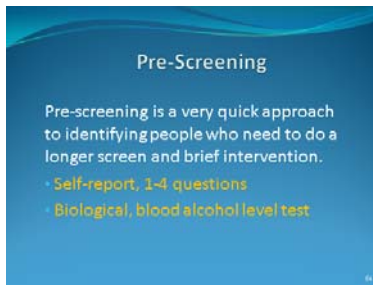 Pre-Screening
Pre-screening is a very quick approach
to identifying people who need to do a
longer screen and brief intervention.
• Self-report, 1-4 questions
• Biological, blood alcohol level test